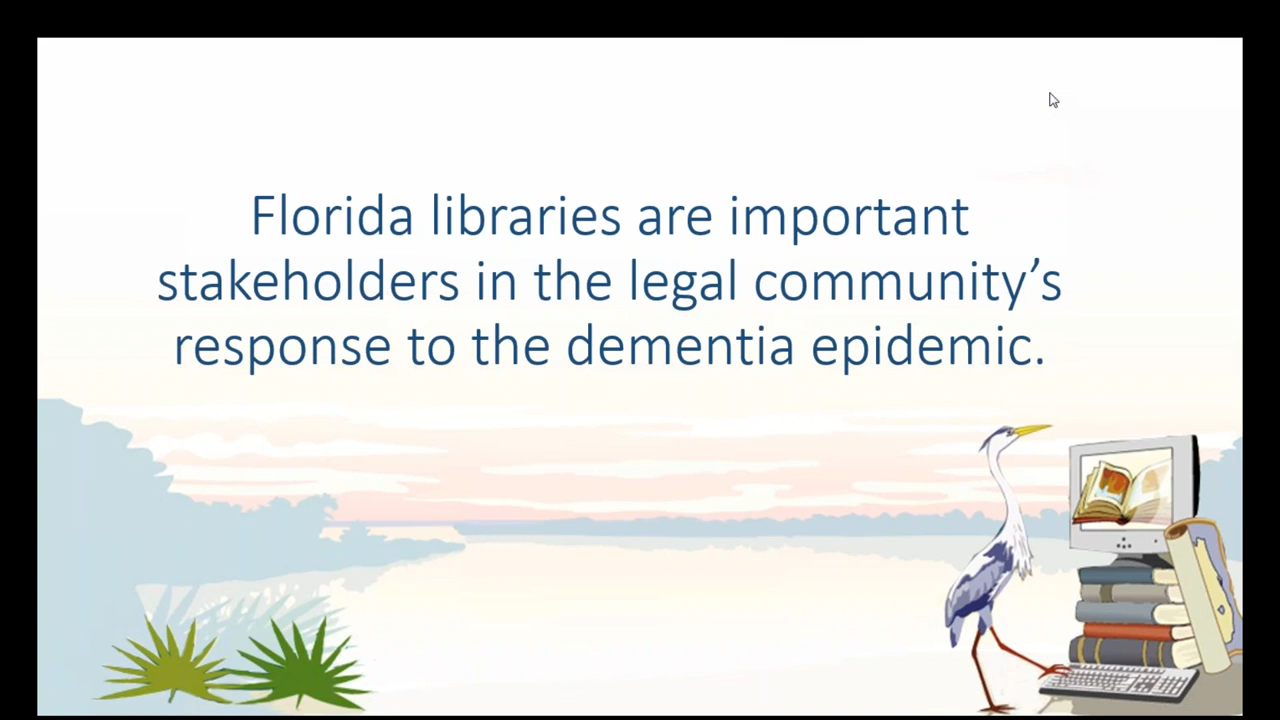 Florida libraries are important
stakeholders in the legal community’s
response to the dementia epidemic.